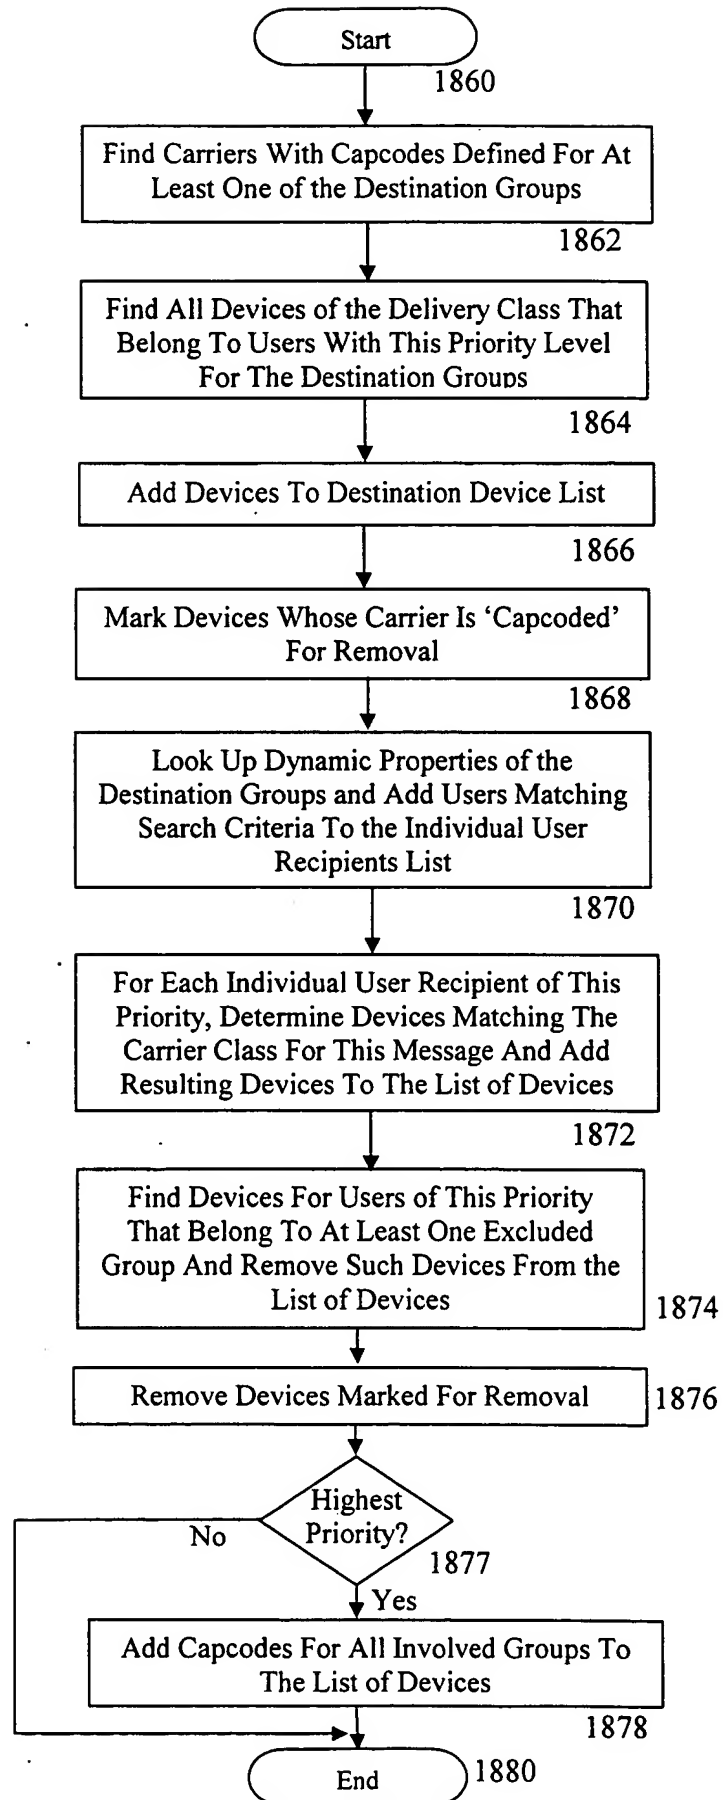 Start
1860
Find Carriers With Capcodes Defined For At
Least One of the Destination Groups
1862
Find All Devices of the Delivery Class That
Belong To Users With This Priority Level
For The Destination Groups
1864
Add Devices To Destination Device List
1866
Mark Devices Whose Carrier Is ‘Capcoded’
For Removal
1868
Look Up Dynamic Properties of the
Destination Groups and Add Users Matching
Search Criteria To the Individual User
Recipients List
1870
For Each Individual User Recipient of This
Priority, Determine Devices Matching The
Carrier Class For This Message And Add
Resulting Devices To The List of Devices
1872
Find Devices For Users of This Priority
That Belong To At Least One Excluded
Group And Remove Such Devices From the
List of Devices
1874
Remove Devices Marked For Removal
1876
Highest
Priority?
No
1877
Yes
Add Capcodes For All Involved Groups To
The List of Devices
1878
End
1880